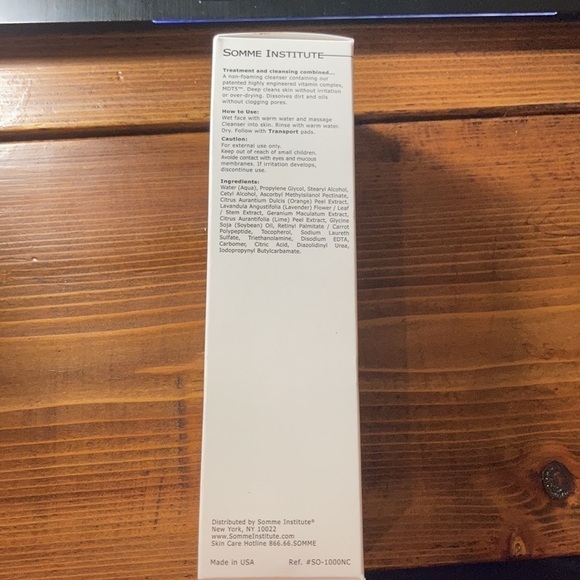 SOMME INSTITUTE
Treatment and cleansing combined...
A non-foaming cleanser containing our
patented highly engineered vitamin complex,
MDT5™. Deep cleans skin without irritation
or over-drying. Dissolves dirt and oils
without clogging pores.
How to Use:
Wet face with warm water and massage
Cleanser into skin. Rinse with warm water.
Dry. Follow with Transport pads.
Caution:
For external use only.
Keep out of reach of small children.
Avoide contact with eyes and mucous
membranes. If irritation develops,
discontinue use.
Ingredients:
Water (Aqua), Propylene Glycol, Stearyl Alcohol,
Cetyl Alcohol, Ascorbyl Methylsilanol Pectinate,
Citrus Aurantium Dulcis (Orange) Peel Extract,
Lavandula Angustifolia (Lavender) Flower / Leaf
/ Stem Extract, Geranium Maculatum Extract,
Citrus Aurantifolia (Lime) Peel Extract, Glycine
Soja (Soybean) Oil, Retinyl Palmitate / Carrot
Polypeptide, Tocopherol, Sodium Laureth
Sulfate, Triethanolamine, Disodium EDTA,
Carbomer, Citric Acid, Diazolidinyl Urea,
Iodopropynyl Butylcarbamate.
Distributed by Somme Institute®
New York, NY 10022
www.SommeInstitute.com
Skin Care Hotline 866.66.SOMME
Made in USA Ref. #SO-1000NC